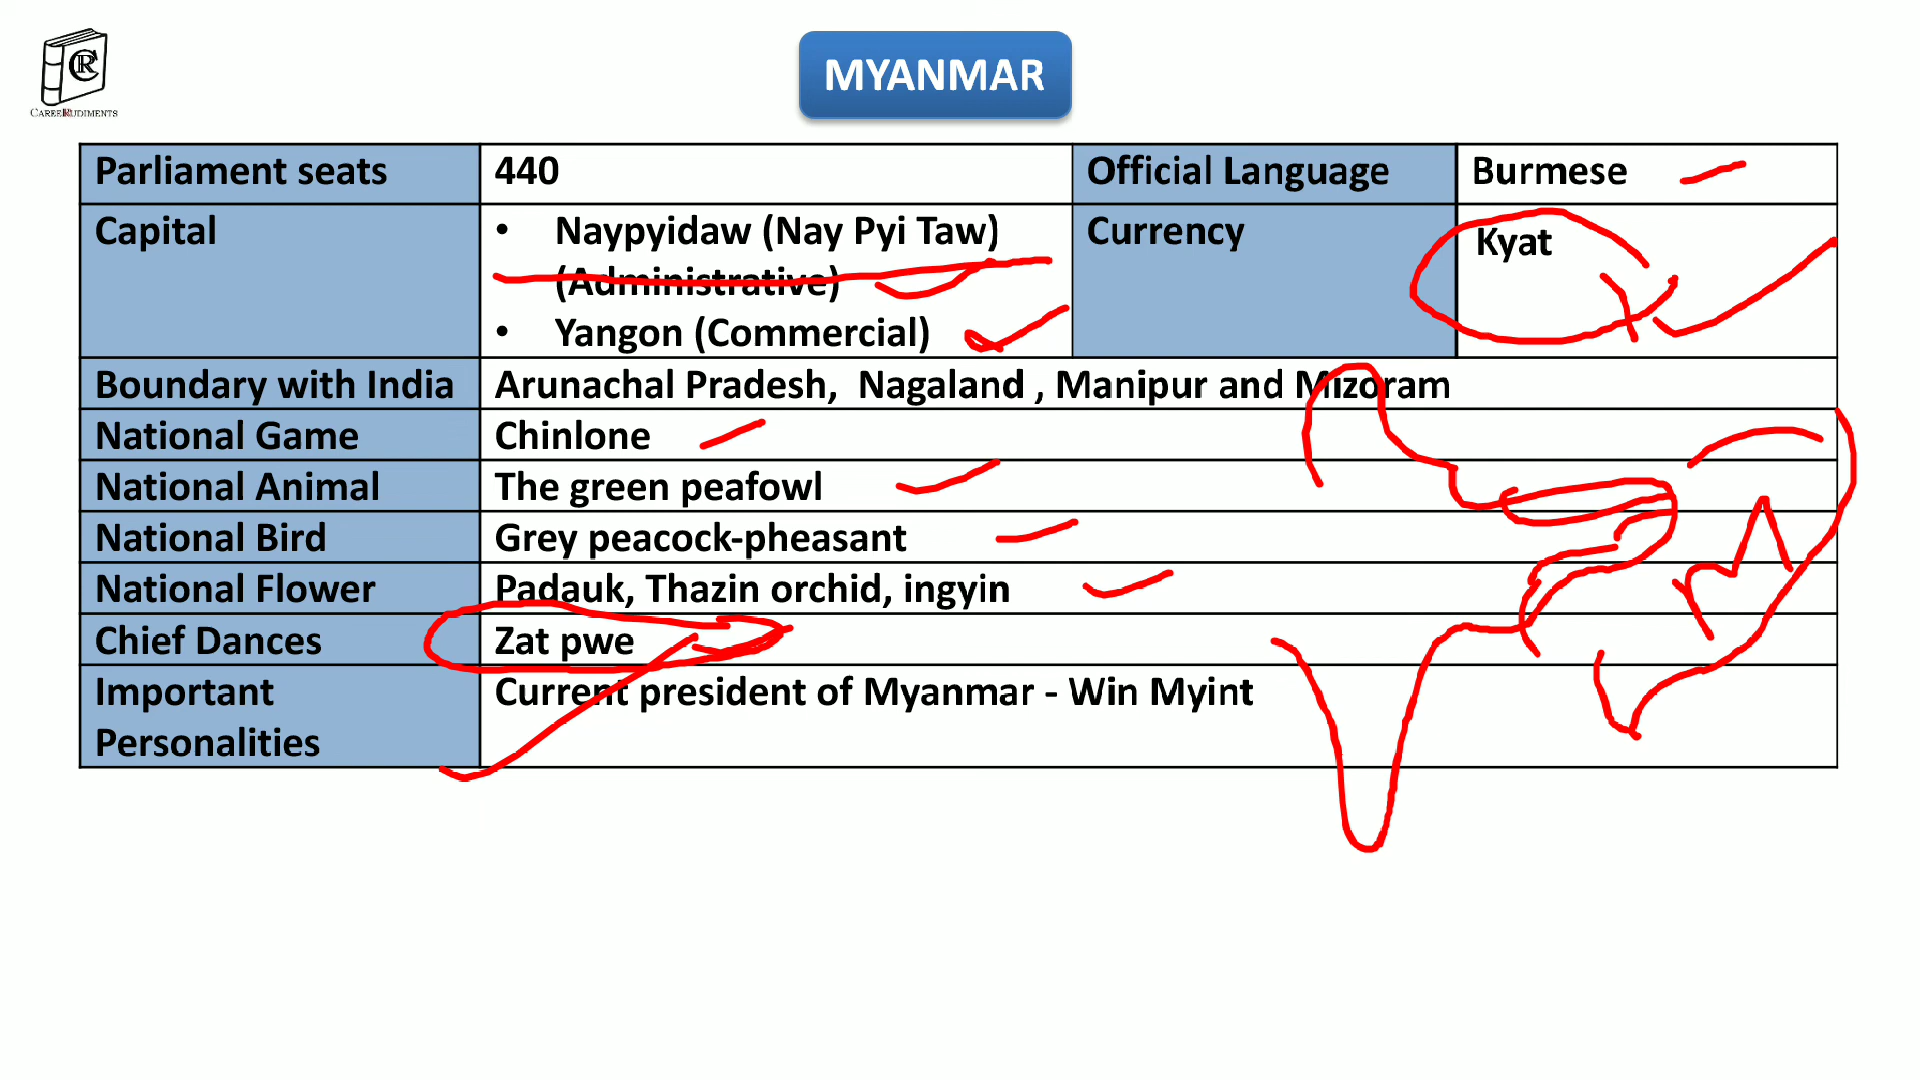 CAREERUDIMENTS
MYANMAR
Parliament seats 440 Official Language Burmese
Capital • Naypyidaw (Nay Pyi Taw) Currency Kyat
(Administrative)
• Yangon (Commercial)
Boundary with India Arunachal Pradesh, Nagaland , Manipur and Mizoram
National Game Chinlone
National Animal The green peafowl
National Bird Grey peacock-pheasant
National Flower Padauk, Thazin orchid, ingyin
Chief Dances Zat pwe
Important Current president of Myanmar - Win Myint
Personalities